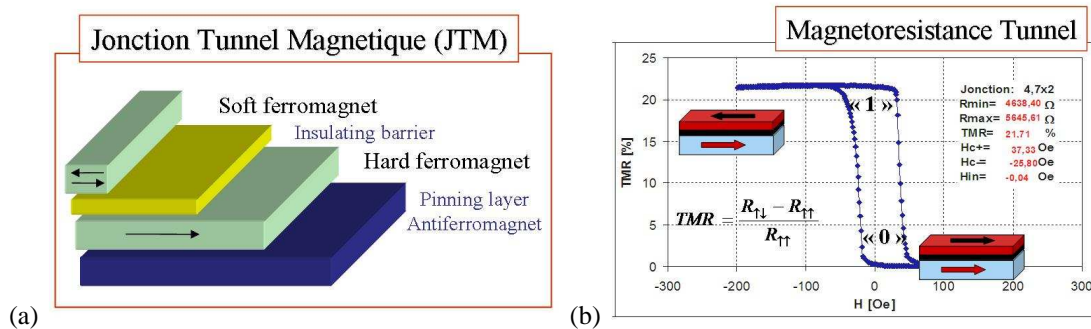 Jonction Tunnel Magnetique (JTM)
Soft ferromagnet
Insulating barrier
Hard ferromagnet
Pinning layer
Antiferromagnet
(a)
Magnetoresistance Tunnel
25
20
15
10
5
0
TMR [%]
-300
-200
-100
0
100
200
300
H [Oe]
« 1 »
« 0 »
Jonction: 4,7x2
Rmin= 4638,40 Ω
Rmax= 5645,61 Ω
TMR= 21,71 %
Hc+= 37,33 Oe
Hc-= -25,80 Oe
Hin= -0,04 Oe
TMR = (R↑↓ − R↑↑) / R↑↑
(b)